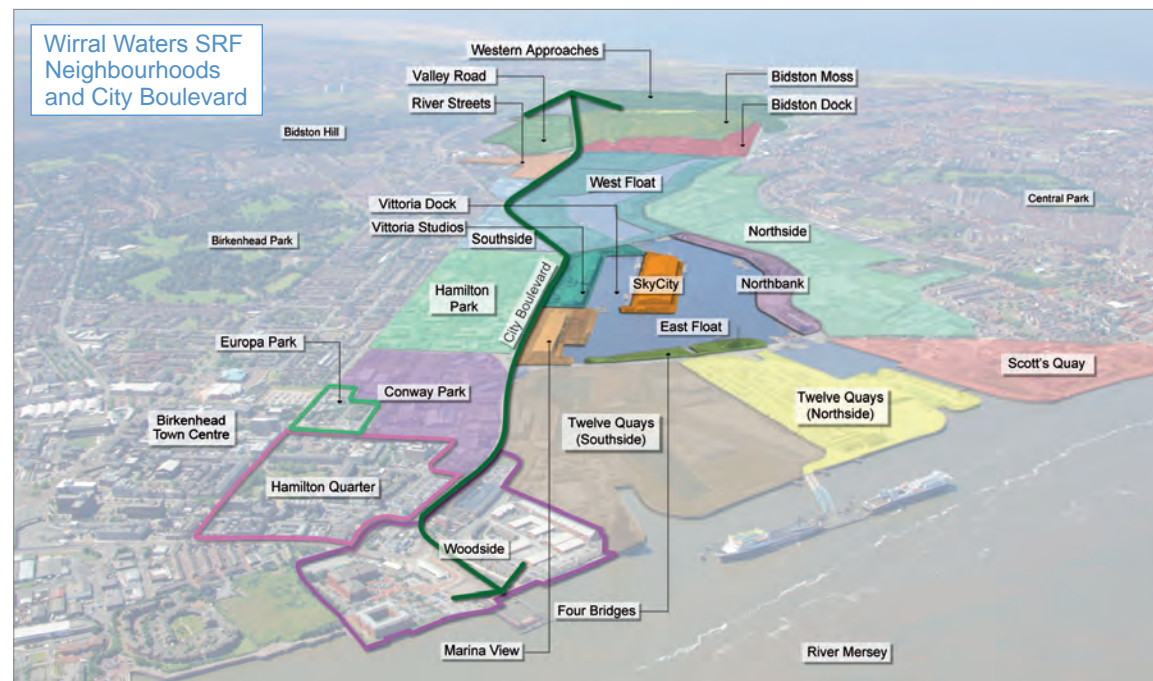 Wirral Waters SRF
Neighbourhoods
and City Boulevard
Western Approaches
Valley Road
Bidston Moss
River Streets
Bidston Dock
Bidston Hill
West Float
Central Park
Vittoria Dock
Vittoria Studios
Northside
Birkenhead Park
Southside
SkyCity
Northbank
Hamilton
Park
City Boulevard
East Float
Europa Park
Scott's Quay
Conway Park
Twelve Quays
(Northside)
Birkenhead
Town Centre
Twelve Quays
(Southside)
Hamilton Quarter
Woodside
Four Bridges
Marina View
River Mersey